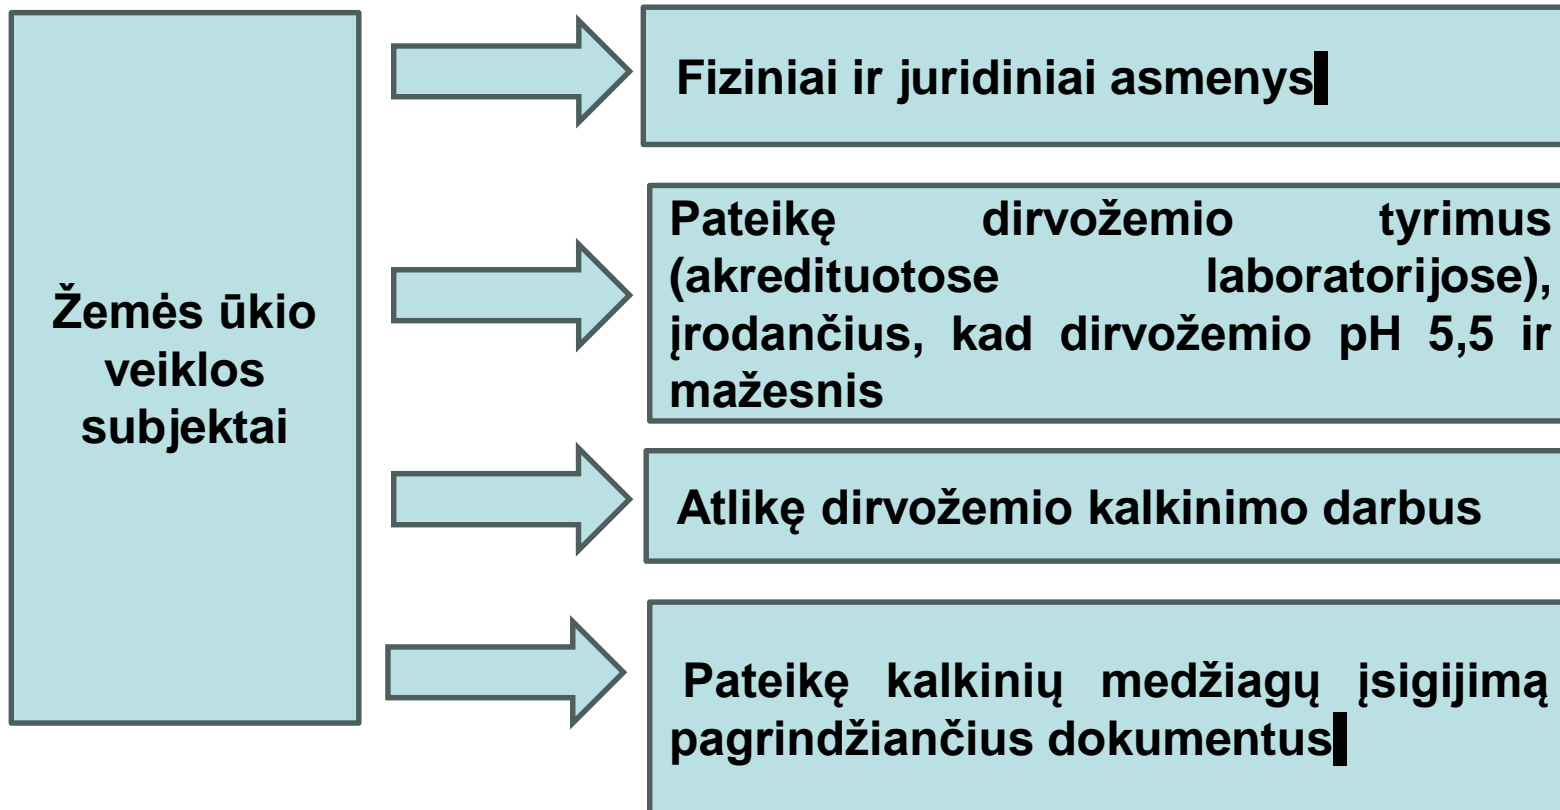 Žemės ūkio
veiklos
subjektai
Fiziniai ir juridiniai asmenys
Pateikę dirvožemio tyrimus
(akredituotose laboratorijose),
įrodančius, kad dirvožemio pH 5,5 ir
mažesnis
Atlikę dirvožemio kalkinimo darbus
Pateikę kalkinių medžiagų įsigijimą
pagrindžiančius dokumentus